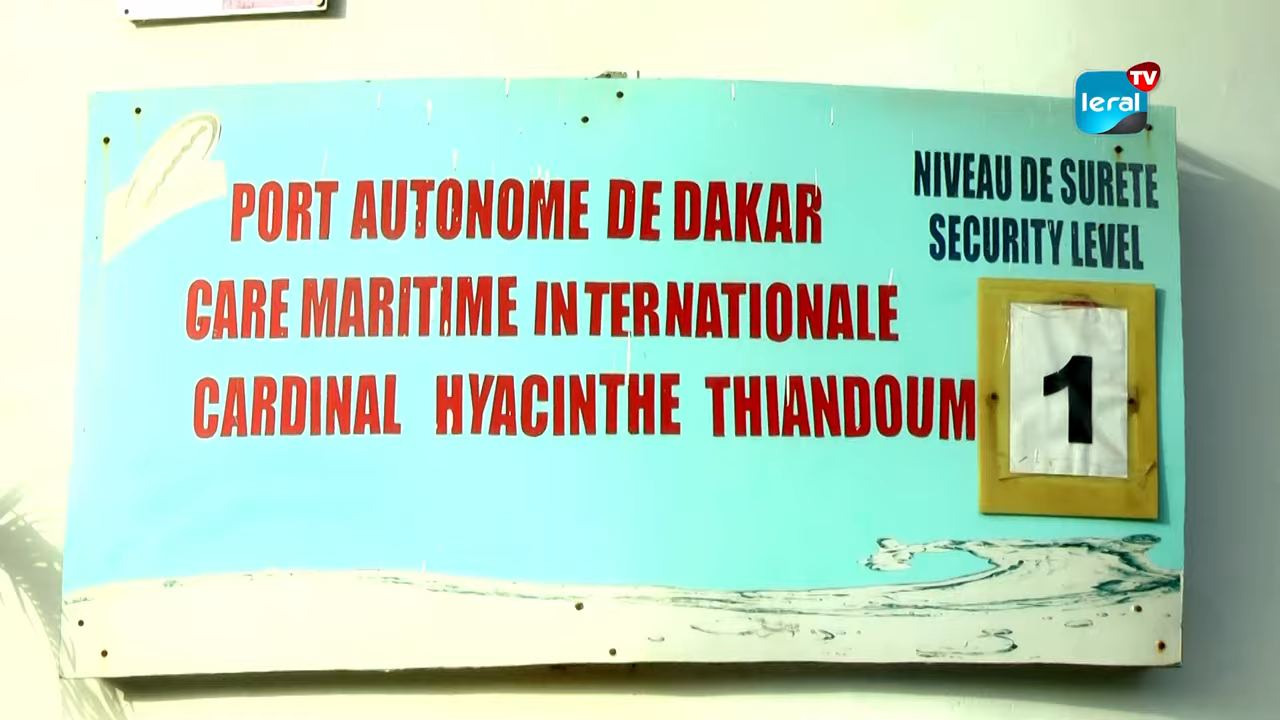 leral TV
PORT AUTONOME DE DAKAR
GARE MARITIME INTERNATIONALE
CARDINAL HYACINTHE THIANDOUM
NIVEAU DE SURETE
SECURITY LEVEL
1